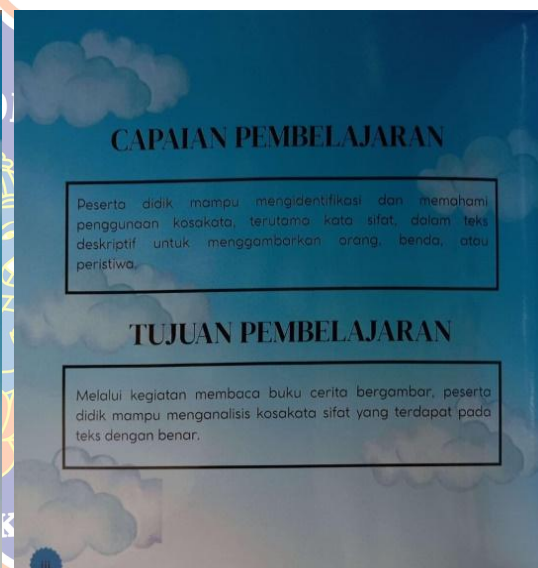 CAPAIAN PEMBELAJARAN
Peserta didik mampu mengidentifikasi dan memahami
penggunaan kosakata, terutama kata sifat, dalam teks
deskriptif untuk menggambarkan orang, benda, atau
peristiwa.
TUJUAN PEMBELAJARAN
Melalui kegiatan membaca buku cerita bergambar, peserta
didik mampu menganalisis kosakata sifat yang terdapat pada
teks dengan benar.
iii